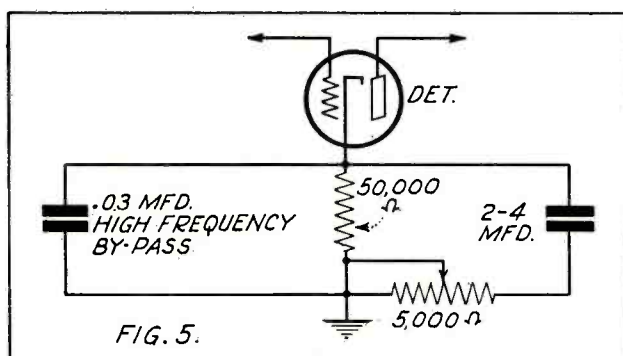 DET.
50,000
Ω
.03 MFD.
HIGH FREQUENCY
BY-PASS
2-4
MFD.
5,000 Ω
FIG. 5.